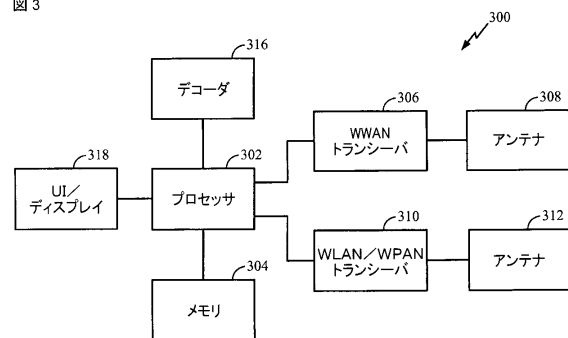 図3
300
316
デコーダ
306
WWAN
トランシーバ
308
アンテナ
318
UI/
ディスプレイ
302
プロセッサ
310
WLAN/WPAN
トランシーバ
312
アンテナ
304
メモリ